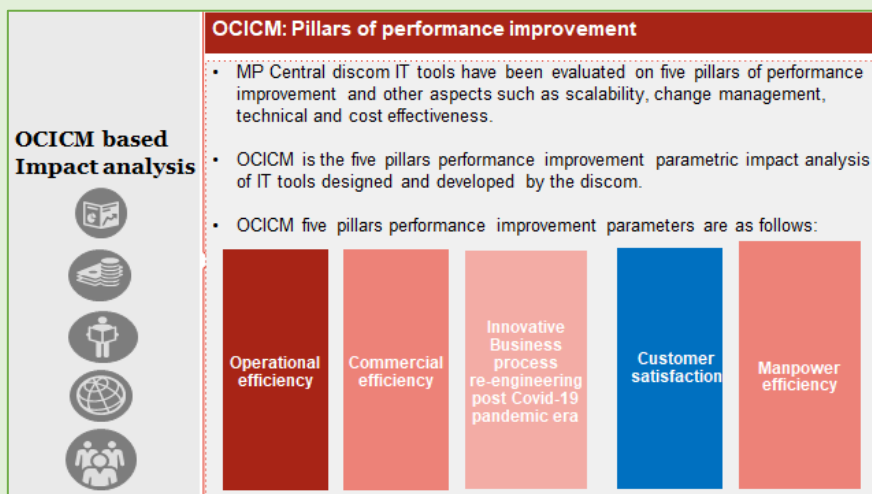 OCICM: Pillars of performance improvement
OCICM based
Impact analysis
• MP Central discom IT tools have been evaluated on five pillars of performance
improvement and other aspects such as scalability, change management,
technical and cost effectiveness.
• OCICM is the five pillars performance improvement parametric impact analysis
of IT tools designed and developed by the discom.
• OCICM five pillars performance improvement parameters are as follows:
Operational
efficiency
Commercial
efficiency
Innovative
Business
process
re-engineering
post Covid-19
pandemic era
Customer
satisfaction
Manpower
efficiency